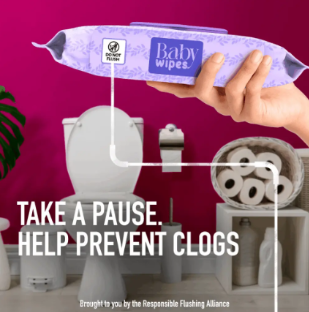 DO NOT
FLUSH
Baby
wipes
TAKE A PAUSE.
HELP PREVENT CLOGS
Brought to you by the Responsible Flushing Alliance